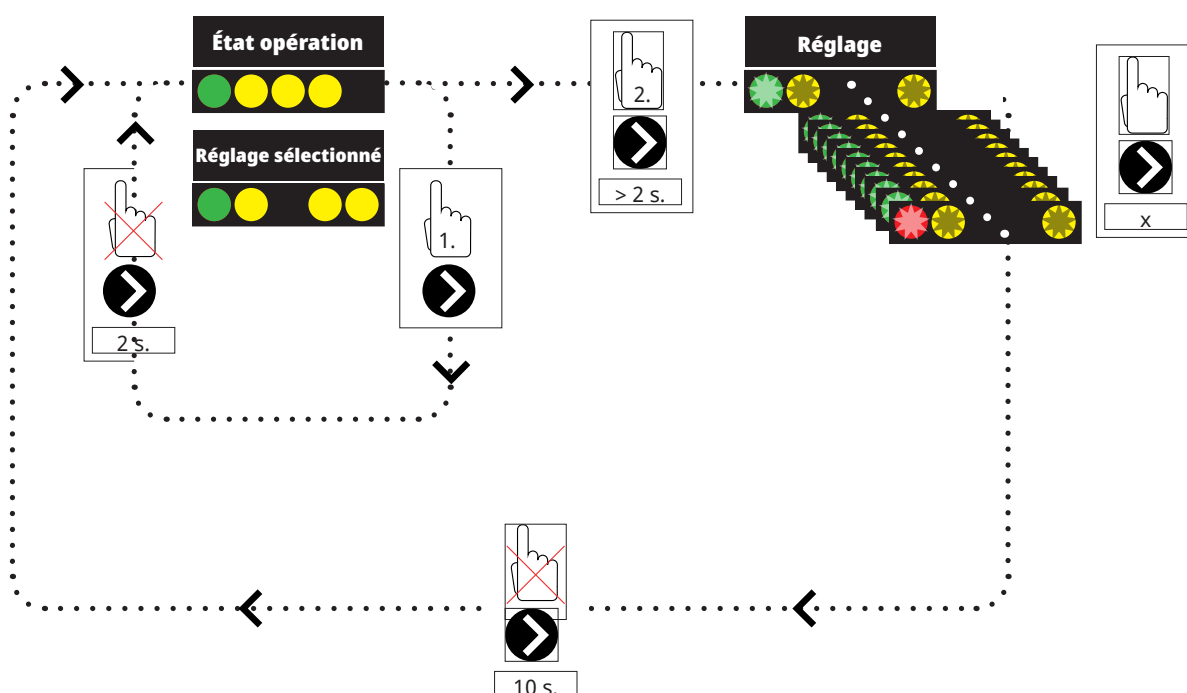 État opération
Réglage sélectionné
2 s.
1.
2.
> 2 s.
Réglage
x
10 s.